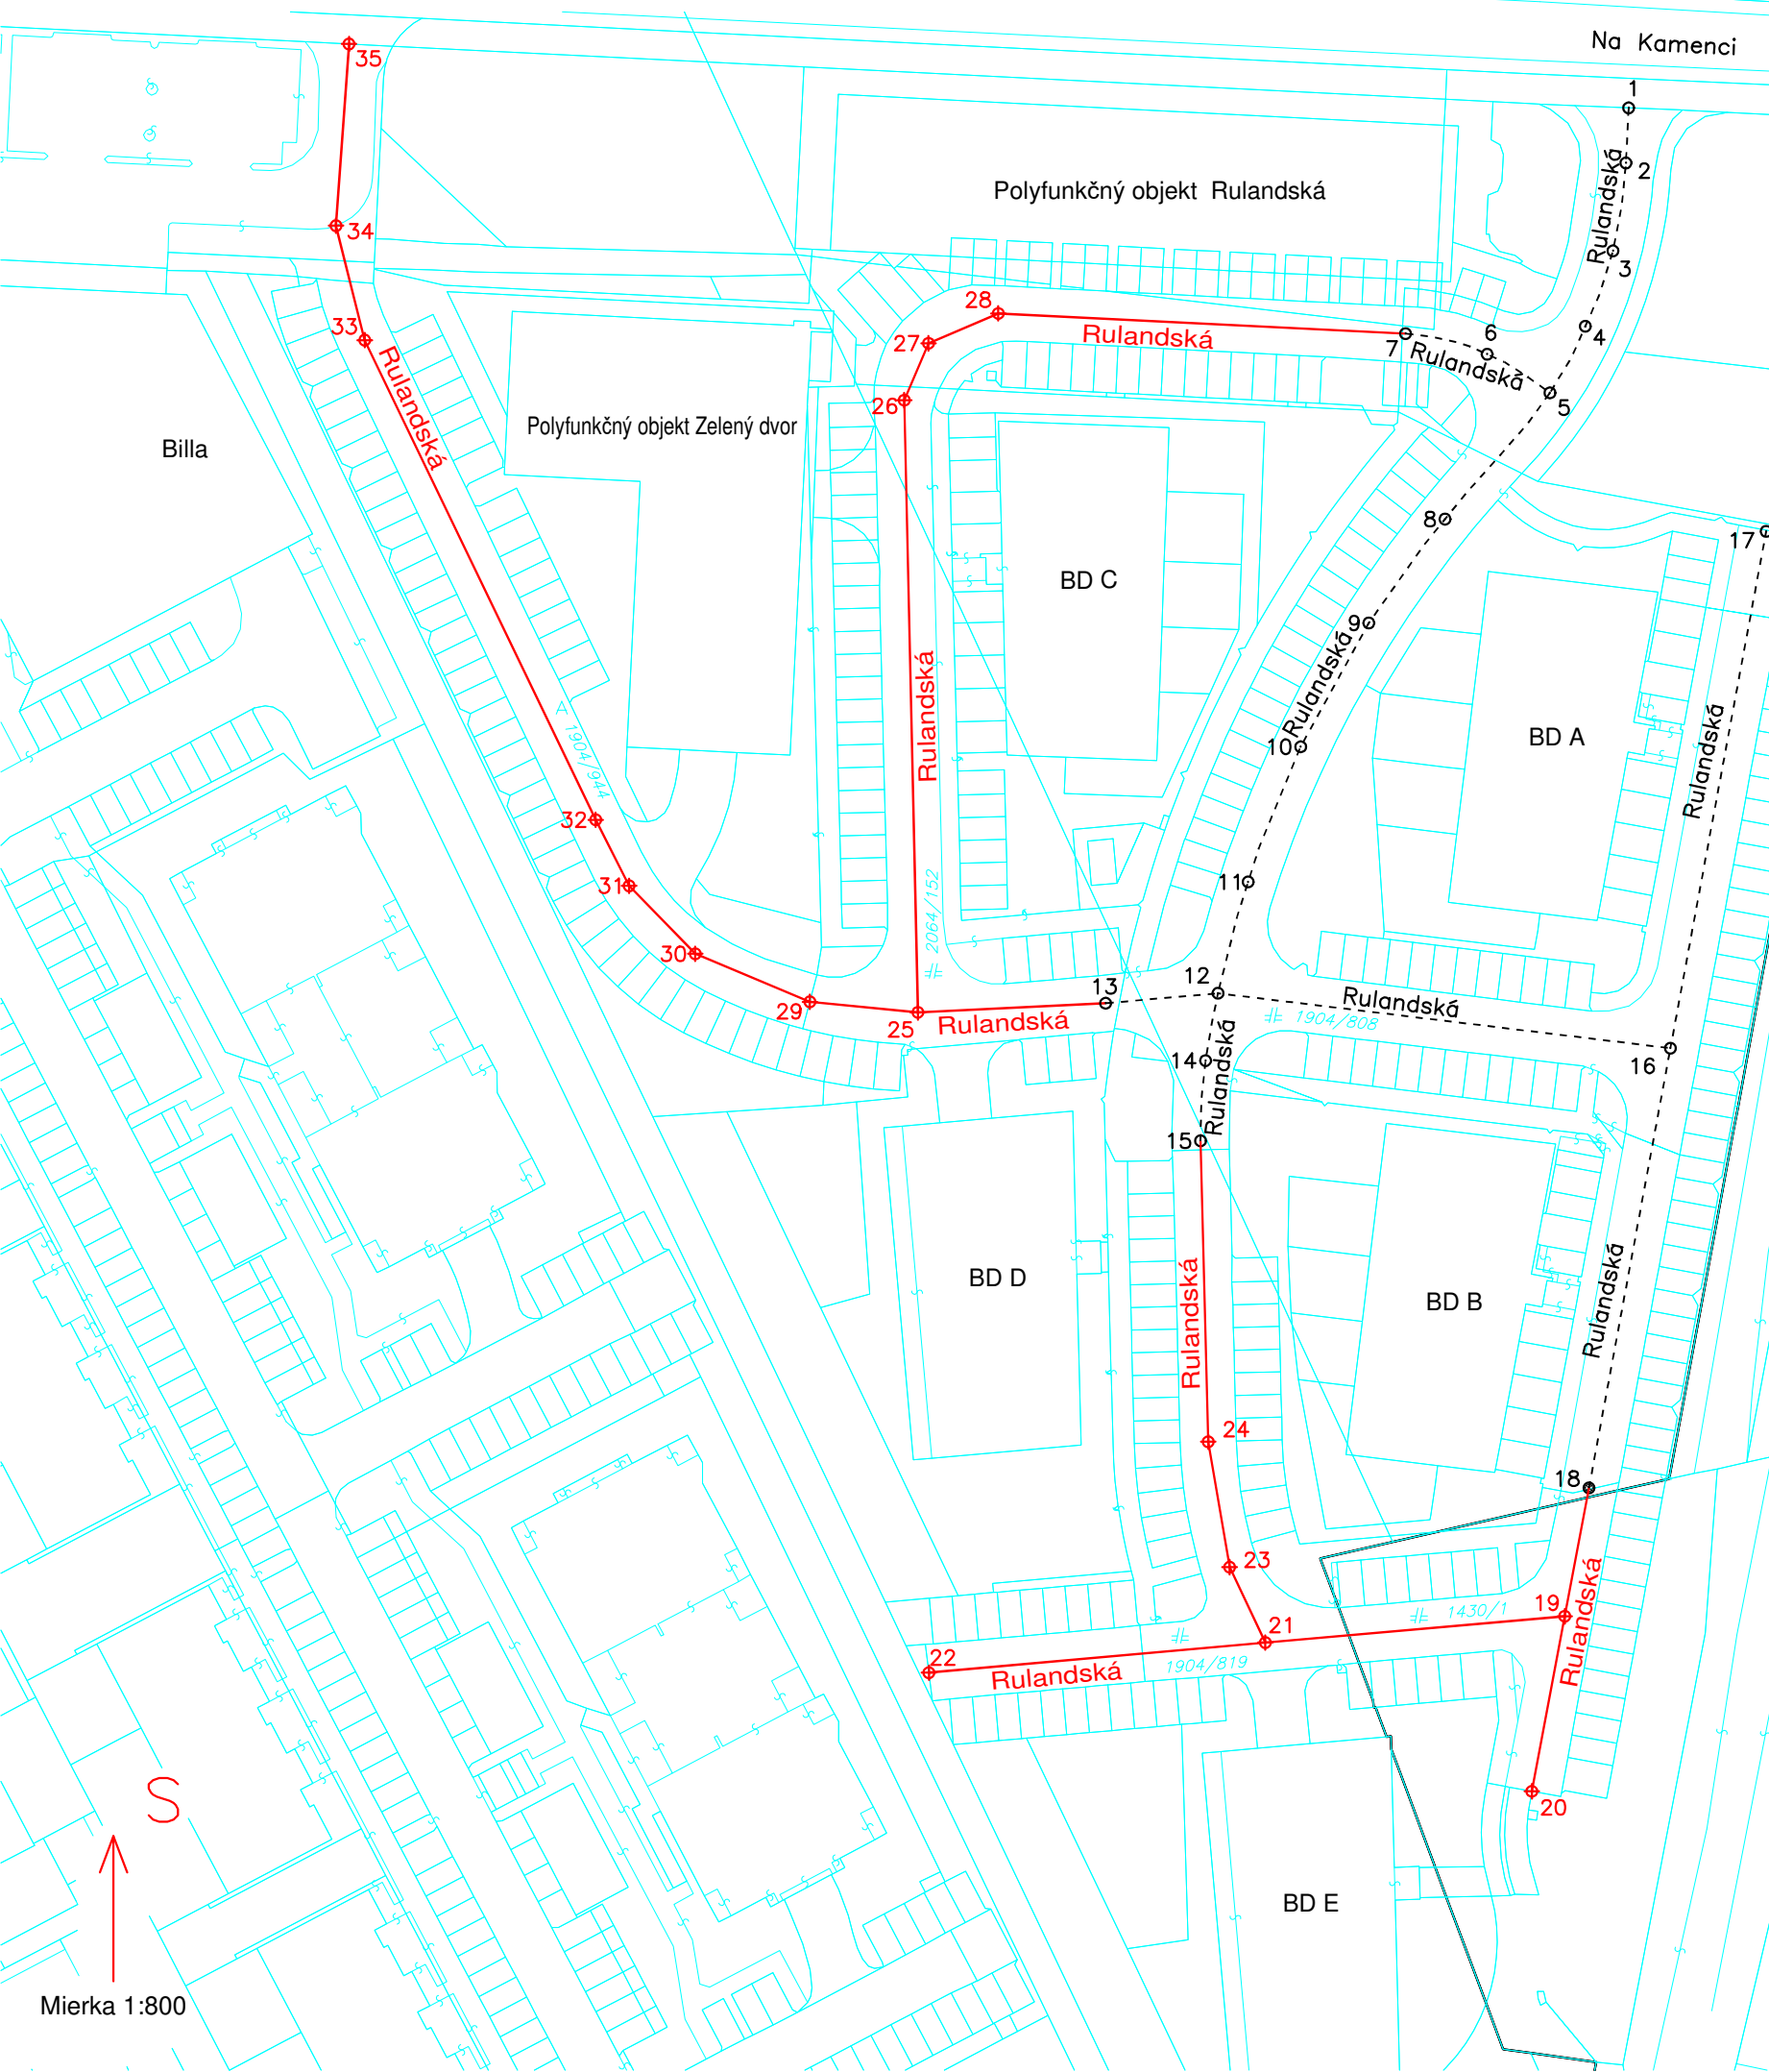 Na Kamenci
35
1
Rulandská
2
Polyfunkčný objekt Rulandská
34
3
28
Rulandská
4
33
27
6
7
Rulandská
Rulandská
5
26
Polyfunkčný objekt Zelený dvor
Billa
8
17
BD C
9
Rulandská
Rulandská
10
BD A
Rulandská
1904/944
32
11
31
2064/152
30
12
13
Rulandská
29
25
Rulandská
1904/808
14
Rulandská
16
15
BD D
Rulandská
BD B
Rulandská
24
18
23
19
1430/1
Rulandská
21
22
Rulandská
1904/819
S
20
BD E
Mierka 1:800